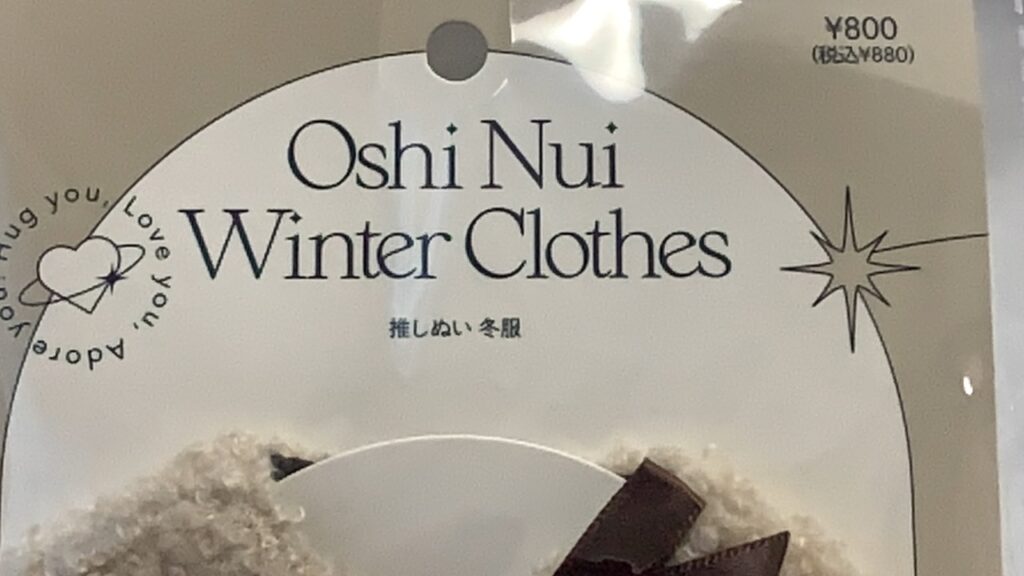 ¥800
(税込¥880)
Oshi Nui
Winter Clothes
推しぬい 冬服
Hug you, Love you, Adore you.